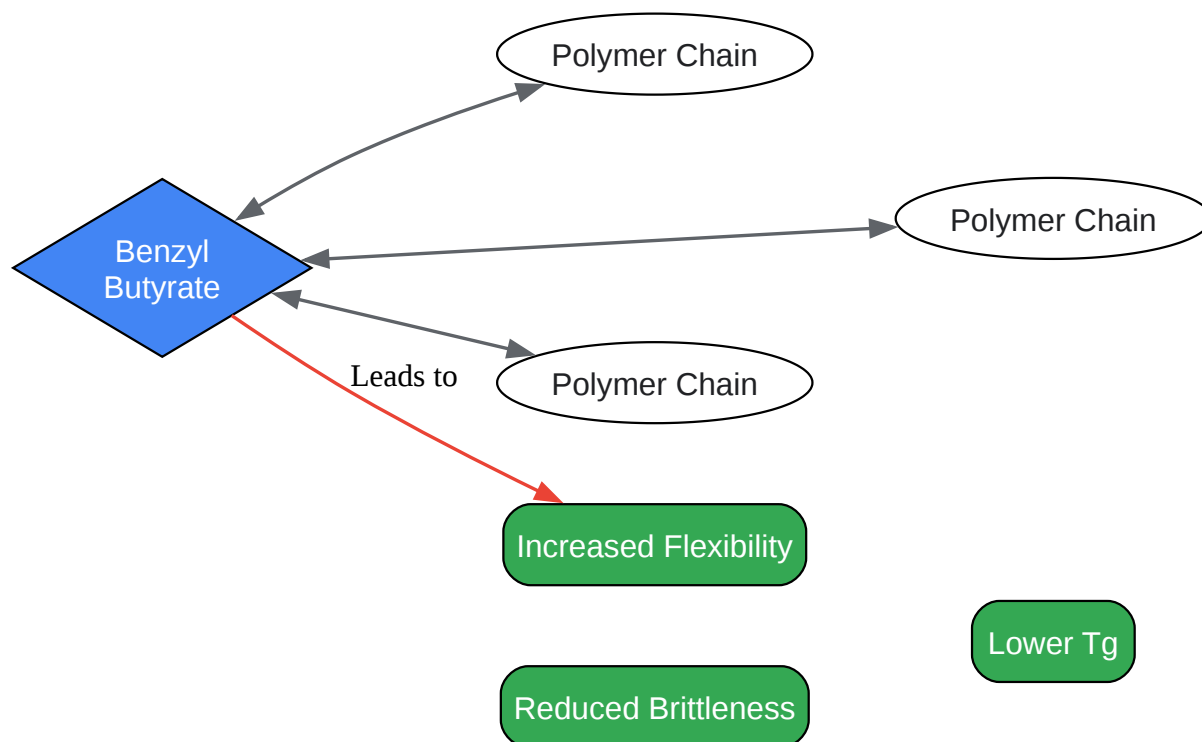 Polymer Chain
Polymer Chain
Benzyl
Butyrate
Polymer Chain
Leads to
Increased Flexibility
Lower Tg
Reduced Brittleness